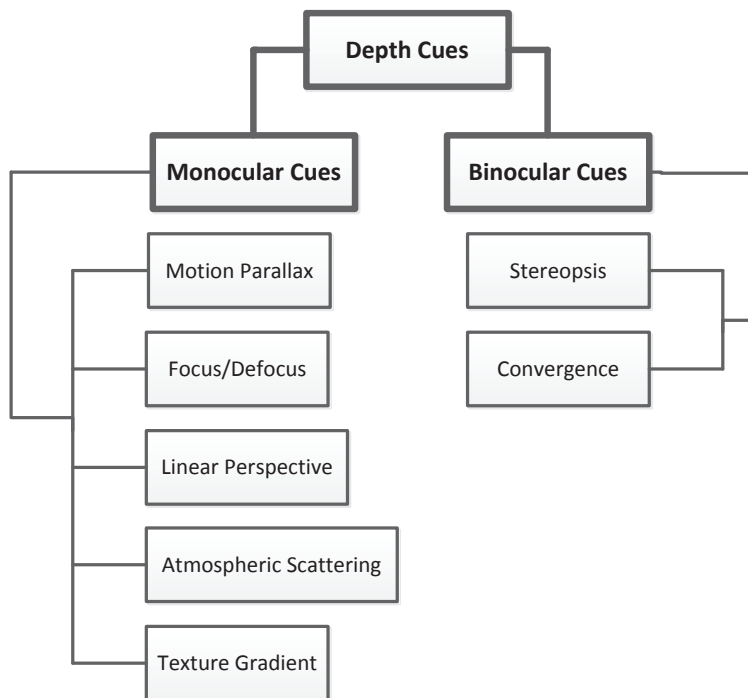 Depth Cues
Monocular Cues
Binocular Cues
Motion Parallax
Stereopsis
Focus/Defocus
Convergence
Linear Perspective
Atmospheric Scattering
Texture Gradient